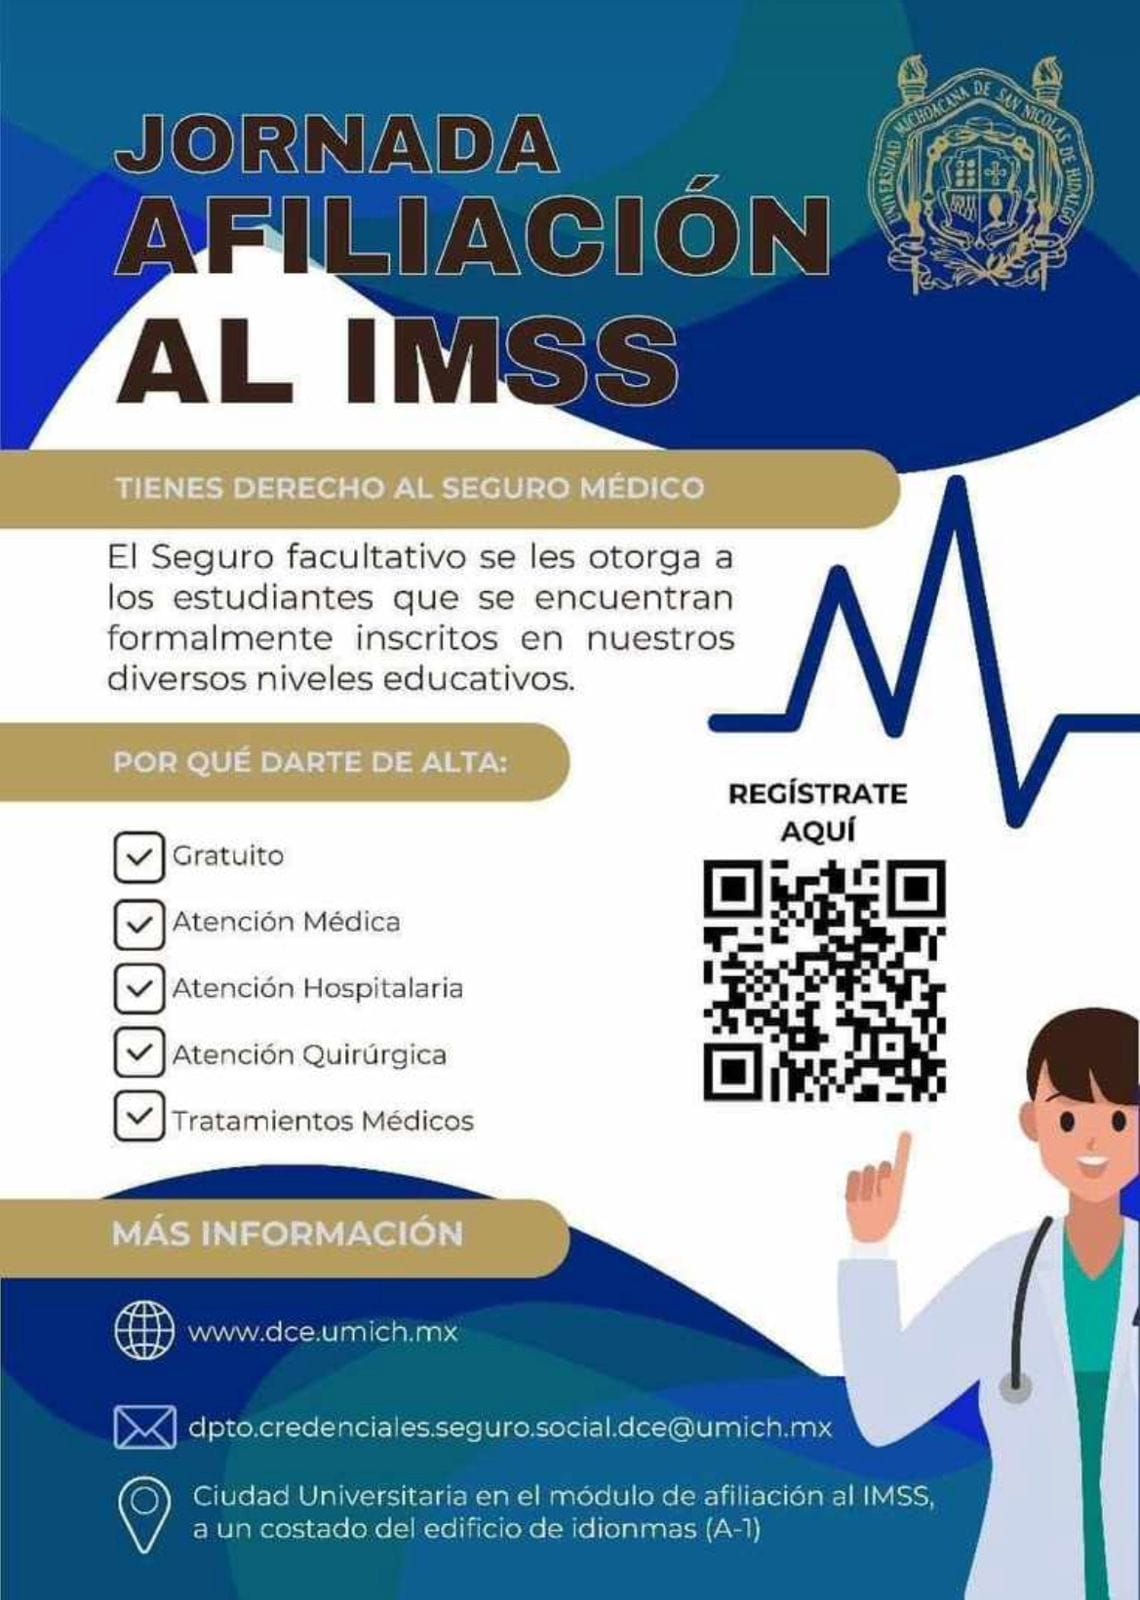 UNIVERSIDAD MICHOACANA DE SAN NICOLAS DE HIDALGO
JORNADA
AFILIACIÓN
AL IMSS
TIENES DERECHO AL SEGURO MÉDICO
El Seguro facultativo se les otorga a
los estudiantes que se encuentran
formalmente inscritos en nuestros
diversos niveles educativos.
POR QUÉ DARTE DE ALTA:
Gratuito
Atención Médica
Atención Hospitalaria
Atención Quirúrgica
Tratamientos Médicos
REGÍSTRATE
AQUÍ
MÁS INFORMACIÓN
www.dce.umich.mx
dpto.credenciales.seguro.social.dce@umich.mx
Ciudad Universitaria en el módulo de afiliación al IMSS,
a un costado del edificio de idionmas (A-1)